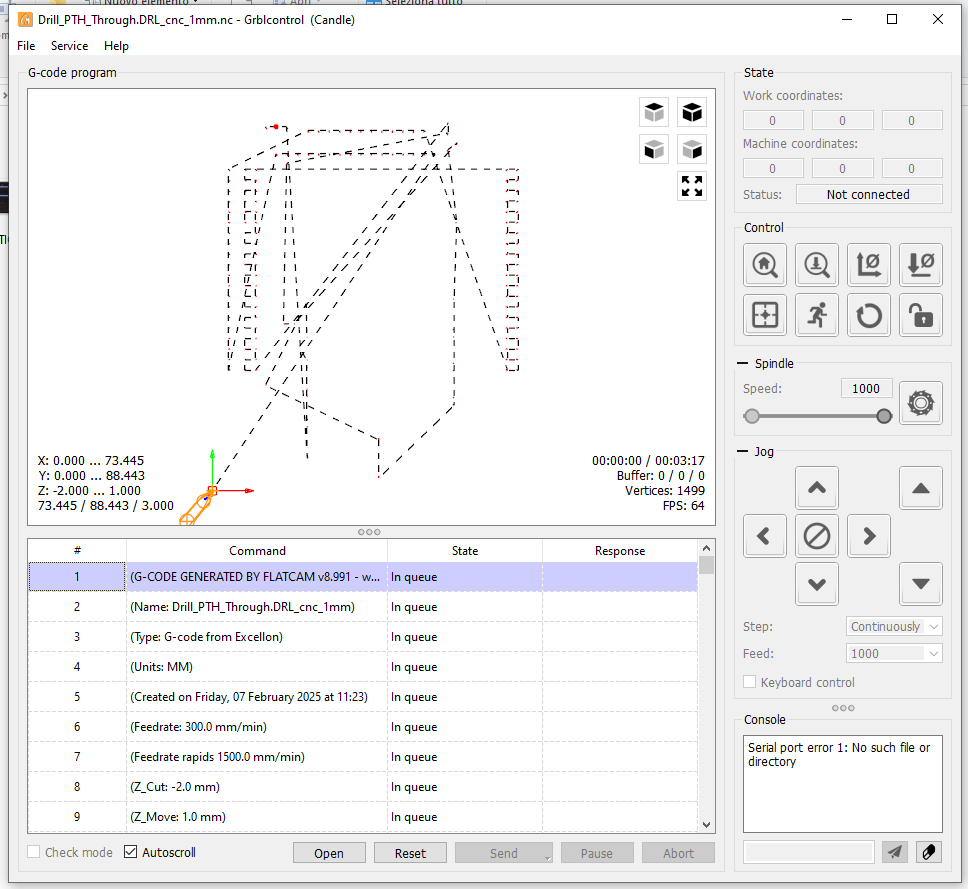 Nuovo elemento
Apri
Seleziona tutto
Drill_PTH_Through.DRL_cnc_1mm.nc - Grblcontrol (Candle)
File Service Help
G-code program
X: 0.000 ... 73.445
Y: 0.000 ... 88.443
Z: -2.000 ... 1.000
73.445 / 88.443 / 3.000
00:00:00 / 00:03:17
Buffer: 0 / 0 / 0
Vertices: 1499
FPS: 64
# Command State Response
1 (G-CODE GENERATED BY FLATCAM v8.991 - w... In queue
2 (Name: Drill_PTH_Through.DRL_cnc_1mm) In queue
3 (Type: G-code from Excellon) In queue
4 (Units: MM) In queue
5 (Created on Friday, 07 February 2025 at 11:23) In queue
6 (Feedrate: 300.0 mm/min) In queue
7 (Feedrate rapids 1500.0 mm/min) In queue
8 (Z_Cut: -2.0 mm) In queue
9 (Z_Move: 1.0 mm) In queue
Check mode Autoscroll Open Reset Send Pause Abort
State
Work coordinates:
0 0 0
Machine coordinates:
0 0 0
Status: Not connected
Control
Spindle
Speed: 1000
Jog
Step: Continuously
Feed: 1000
Keyboard control
Console
Serial port error 1: No such file or
directory